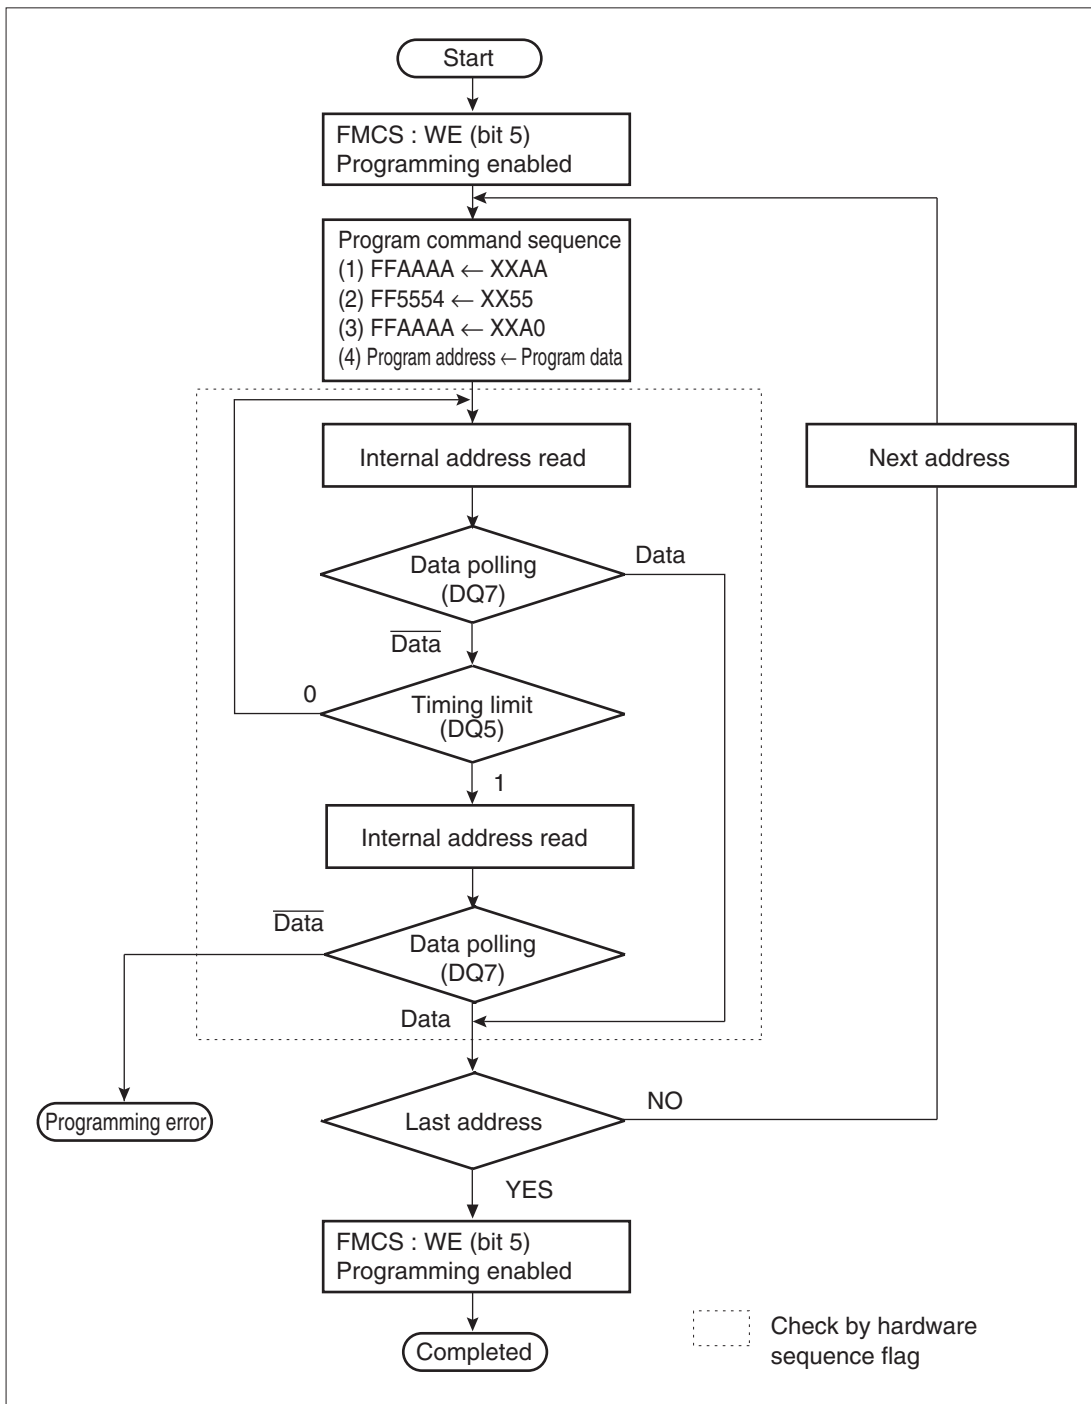 Start
FMCS : WE (bit 5)
Programming enabled
Program command sequence
(1) FFAAAA ← XXAA
(2) FF5554 ← XX55
(3) FFAAAA ← XXA0
(4) Program address ← Program data
Internal address read
Next address
Data polling
(DQ7)
Data
D̅a̅t̅a̅
0
Timing limit
(DQ5)
1
Internal address read
D̅a̅t̅a̅
Data polling
(DQ7)
Data
Programming error
Last address
NO
YES
FMCS : WE (bit 5)
Programming enabled
Completed
Check by hardware
sequence flag